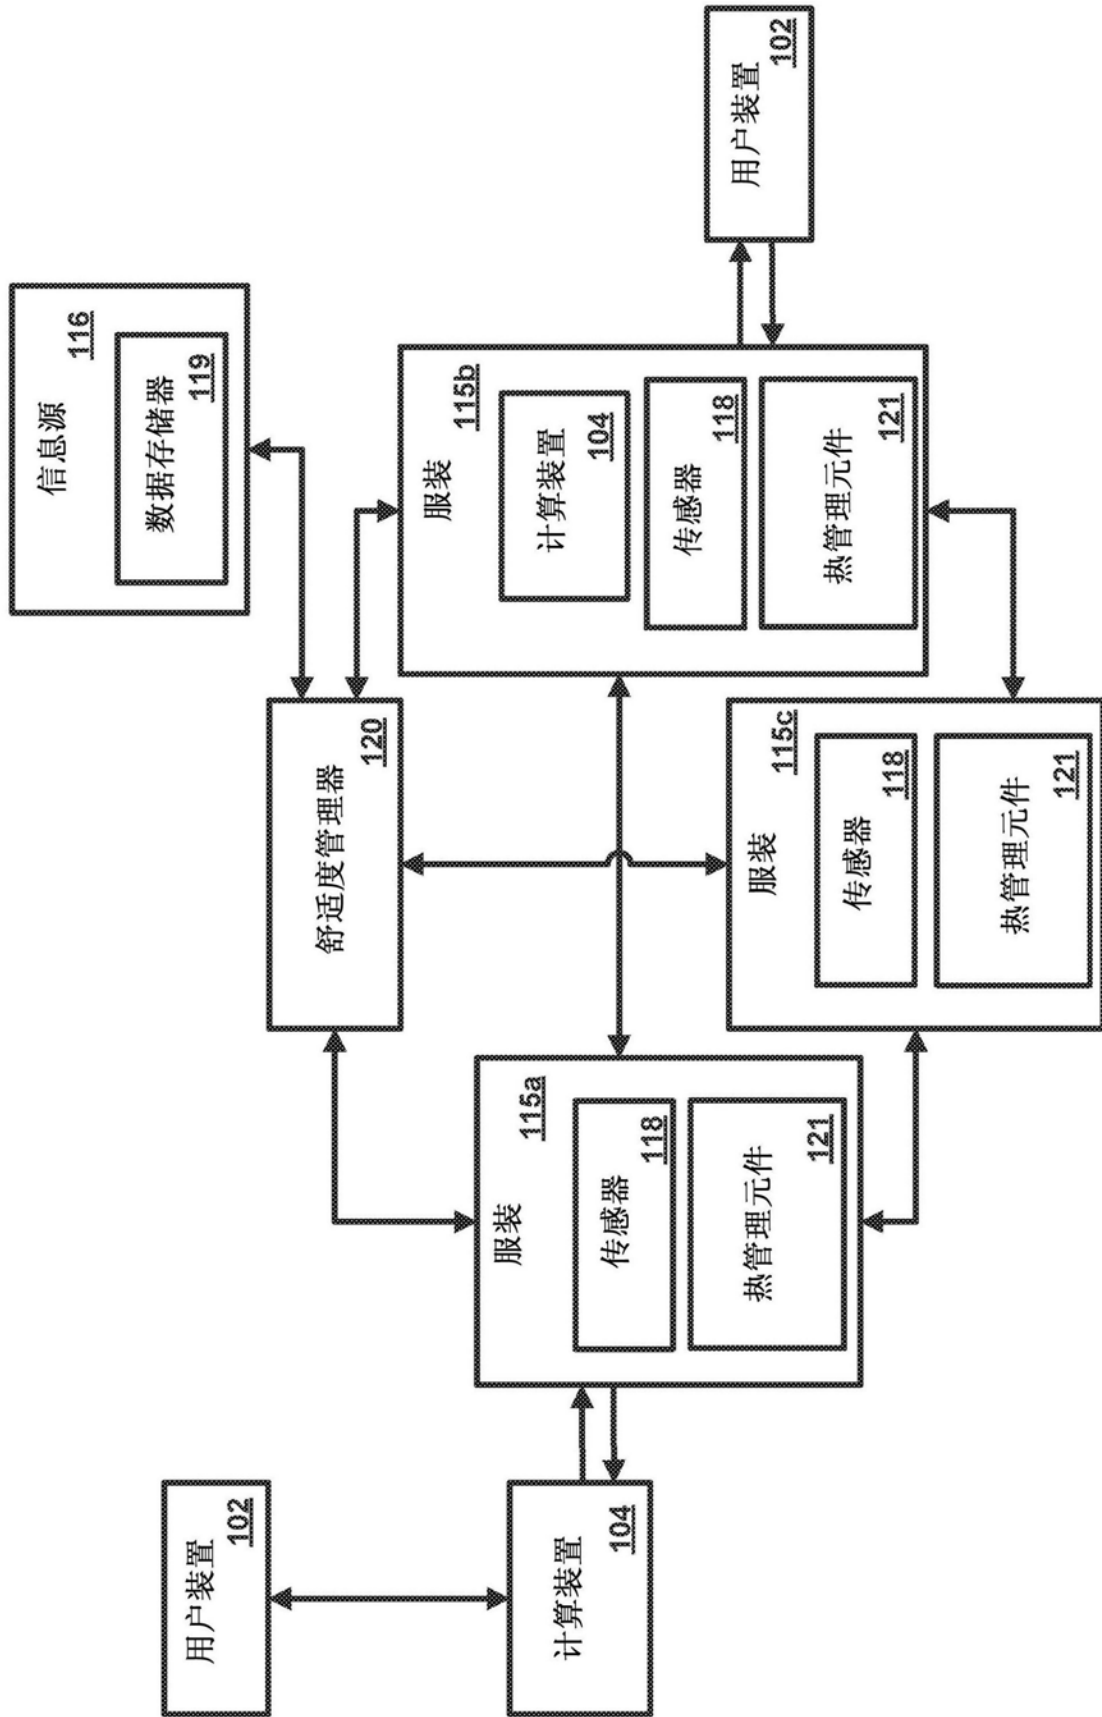 用户装置
102
计算装置
104
服装
115a
传感器
118
热管理元件
121
舒适度管理器
120
服装
115c
传感器
118
热管理元件
121
信息源
116
数据存储器
119
服装
115b
计算装置
104
传感器
118
热管理元件
121
用户装置
102